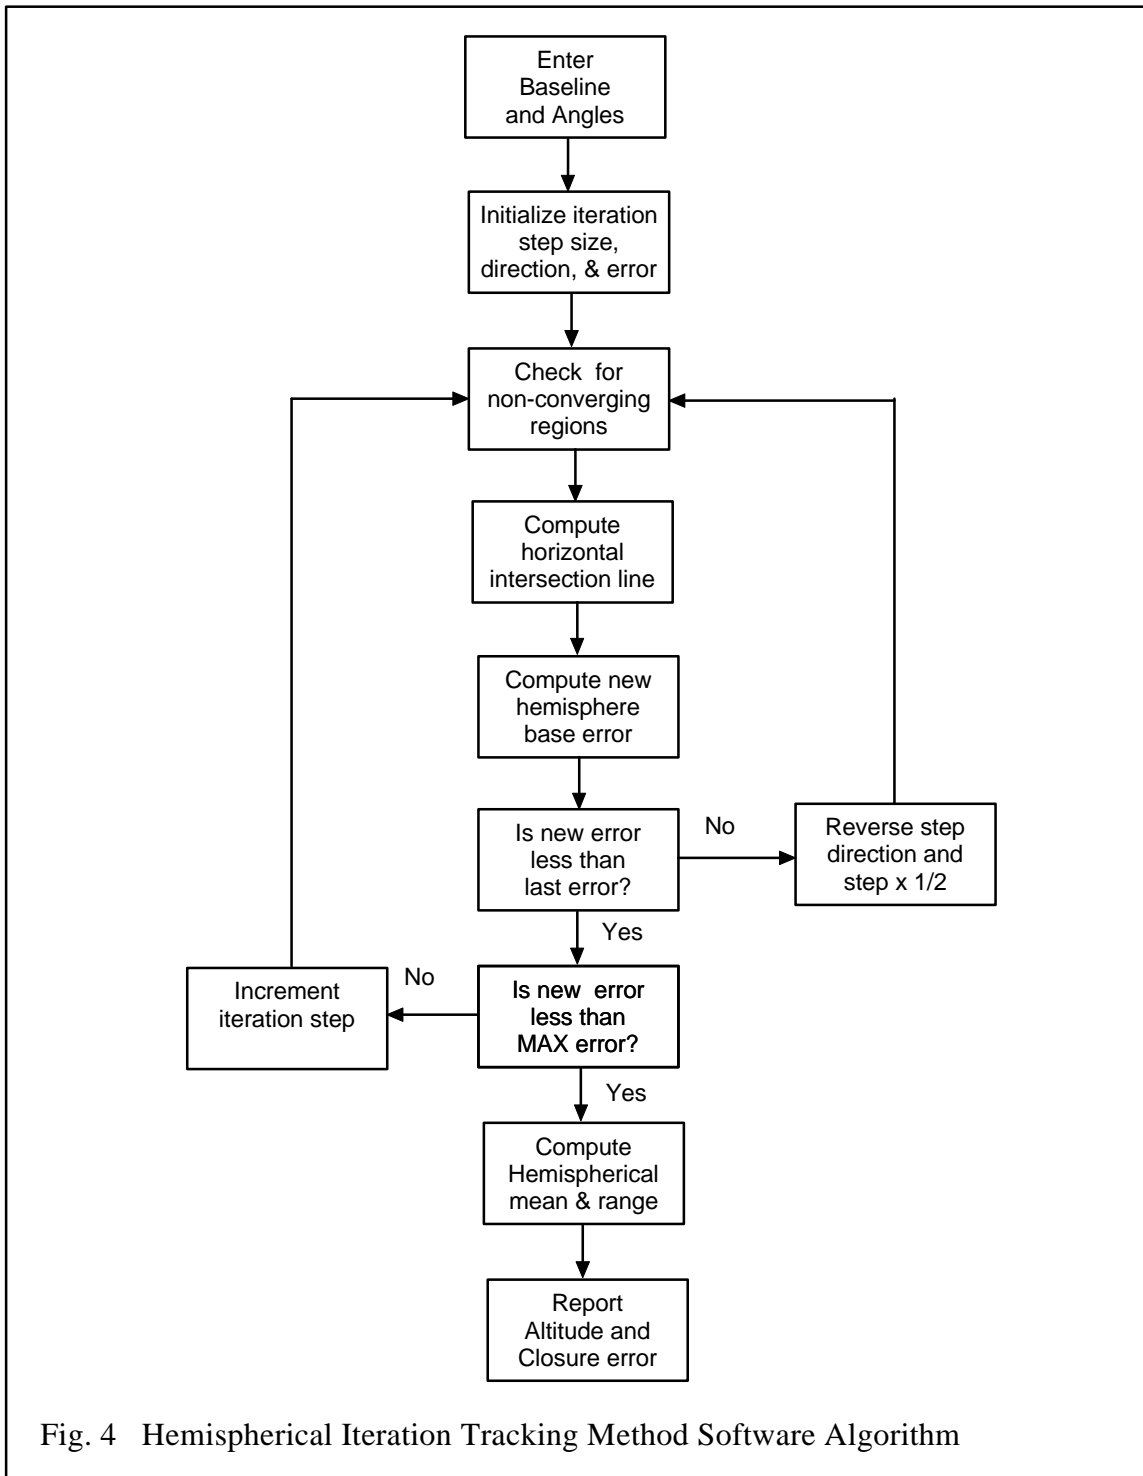 Enter
Baseline
and Angles
Initialize iteration
step size,
direction, & error
Check for
non-converging
regions
Compute
horizontal
intersection line
Compute new
hemisphere
base error
Is new error
less than
last error?
No
Reverse step
direction and
step x 1/2
Yes
Is new error
less than
MAX error?
No
Increment
iteration step
Yes
Compute
Hemispherical
mean & range
Report
Altitude and
Closure error
Fig. 4 Hemispherical Iteration Tracking Method Software Algorithm